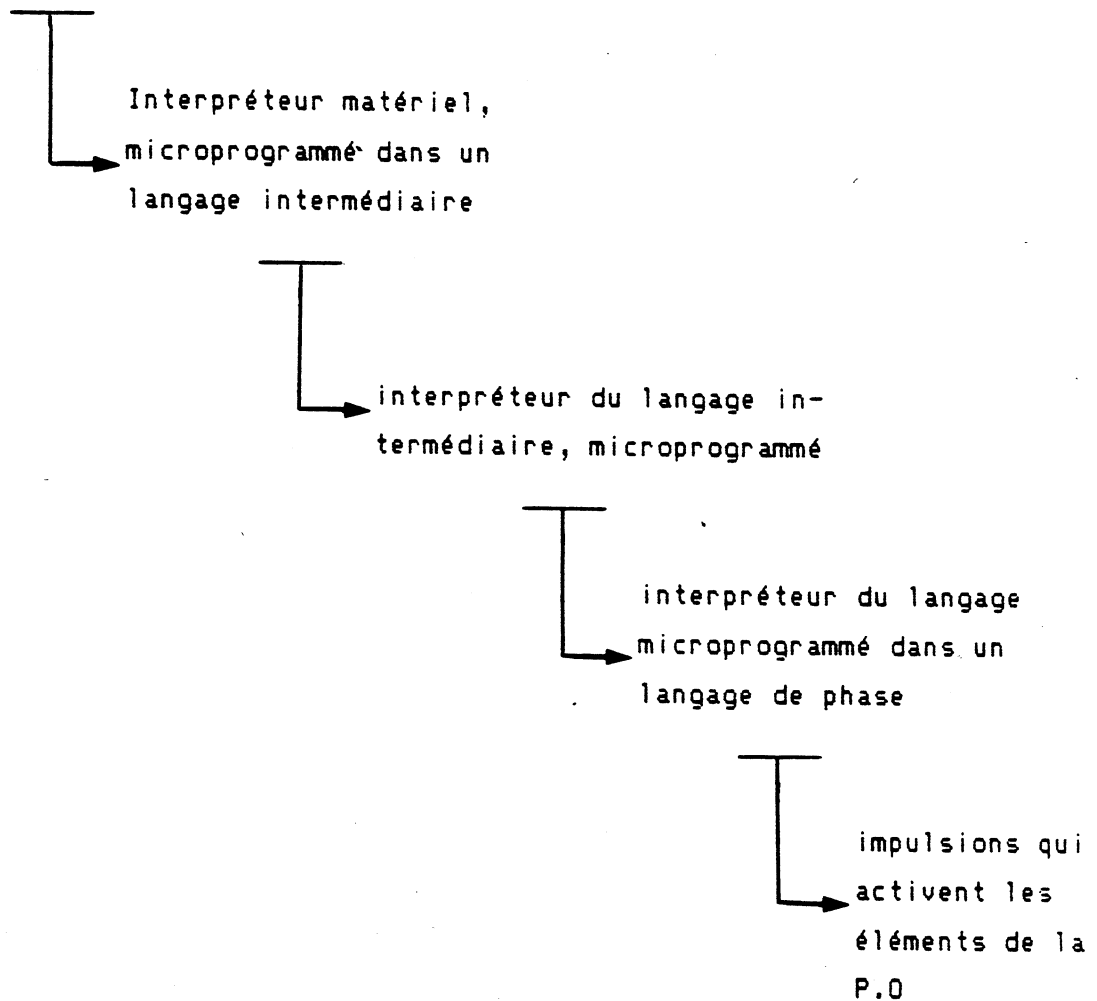 Interpréteur matériel,
microprogrammé dans un
langage intermédiaire
interpréteur du langage in-
termédiaire, microprogrammé
interpréteur du langage
microprogrammé dans un
langage de phase
impulsions qui
activent les
éléments de la
P.O